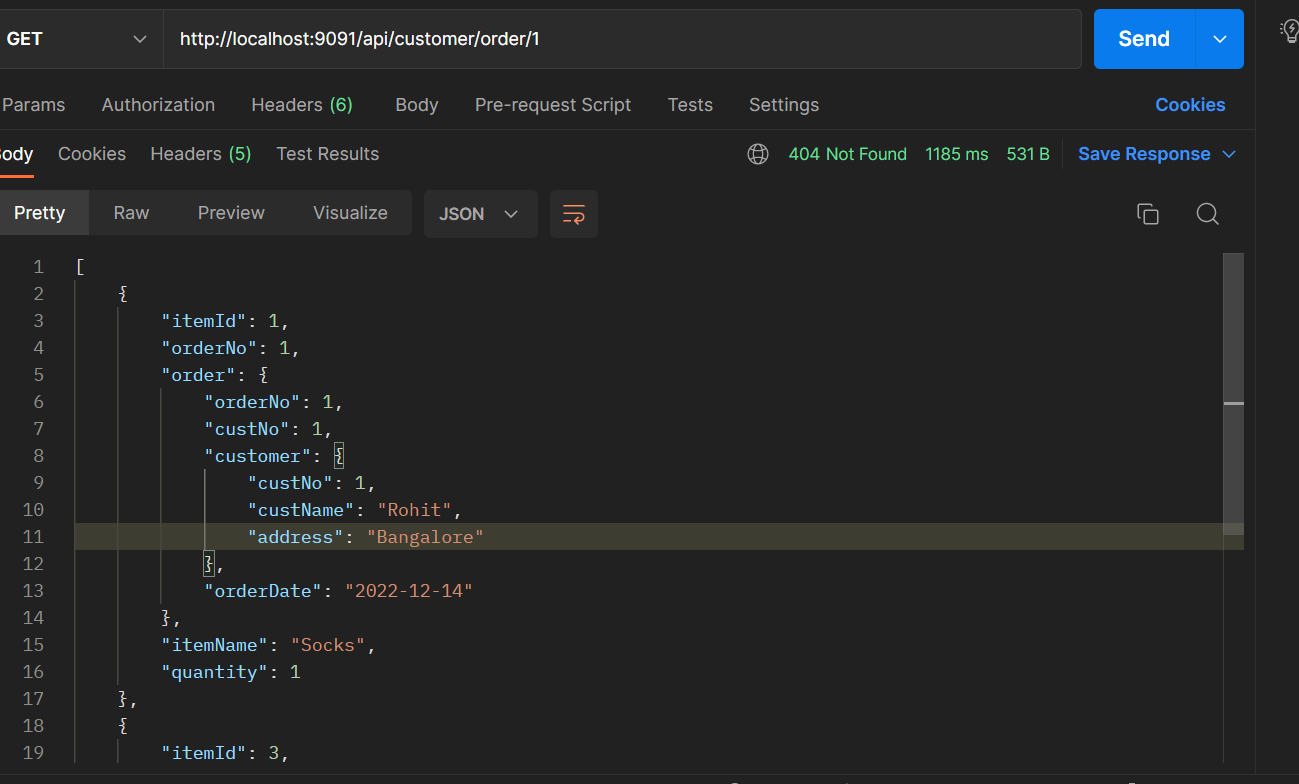 GET http://localhost:9091/api/customer/order/1 Send
Params Authorization Headers (6) Body Pre-request Script Tests Settings Cookies
ody Cookies Headers (5) Test Results 404 Not Found 1185 ms 531 B Save Response
Pretty Raw Preview Visualize JSON
1 [
2 {
3 "itemId": 1,
4 "orderNo": 1,
5 "order": {
6 "orderNo": 1,
7 "custNo": 1,
8 "customer": {
9 "custNo": 1,
10 "custName": "Rohit",
11 "address": "Bangalore"
12 },
13 "orderDate": "2022-12-14"
14 },
15 "itemName": "Socks",
16 "quantity": 1
17 },
18 {
19 "itemId": 3,